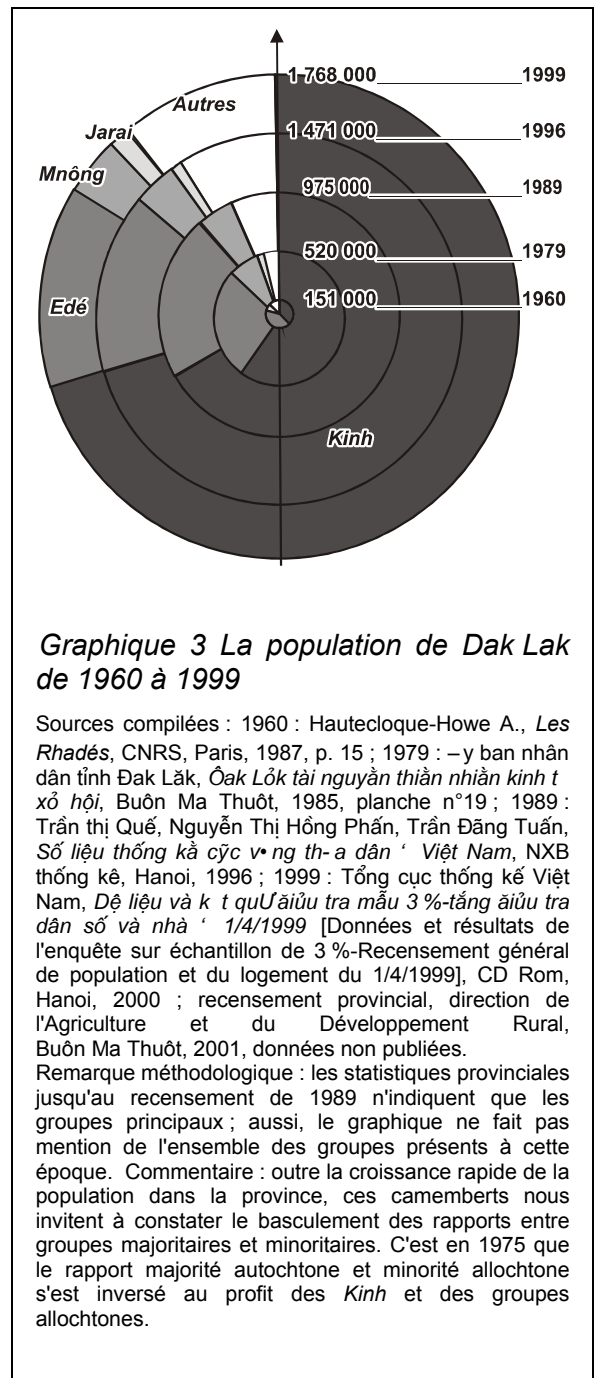 1 768 000 1999
Autres
1 471 000 1996
Jarai
Mnông
975 000 1989
520 000 1979
Edé
151 000 1960
Kinh
Graphique 3 La population de Dak Lak
de 1960 à 1999
Sources compilées : 1960 : Hautecloque-Howe A., Les
Rhadés, CNRS, Paris, 1987, p. 15 ; 1979 : –y ban nhân
dân tỉnh Đak Lăk, Ôak Lỏk tài nguyằn thiằn nhiằn kinh t
xỏ hội, Buôn Ma Thuôt, 1985, planche n°19 ; 1989 :
Trần thị Quế, Nguyễn Thị Hồng Phấn, Trần Đăng Tuấn,
Số liệu thống kằ cỹc v• ng th- a dân ‘ Việt Nam, NXB
thống kê, Hanoi, 1996 ; 1999 : Tổng cục thống kế Việt
Nam, Dệ liệu và k t quƯ ăiủu tra mẫu 3 %-tắng ăiủu tra
dân số và nhà ‘ 1/4/1999 [Données et résultats de
l'enquête sur échantillon de 3 %-Recensement général
de population et du logement du 1/4/1999], CD Rom,
Hanoi, 2000 ; recensement provincial, direction de
l'Agriculture et du Développement Rural,
Buôn Ma Thuôt, 2001, données non publiées.
Remarque méthodologique : les statistiques provinciales
jusqu'au recensement de 1989 n'indiquent que les
groupes principaux ; aussi, le graphique ne fait pas
mention de l'ensemble des groupes présents à cette
époque. Commentaire : outre la croissance rapide de la
population dans la province, ces camemberts nous
invitent à constater le basculement des rapports entre
groupes majoritaires et minoritaires. C'est en 1975 que
le rapport majorité autochtone et minorité allochtone
s'est inversé au profit des Kinh et des groupes
allochtones.